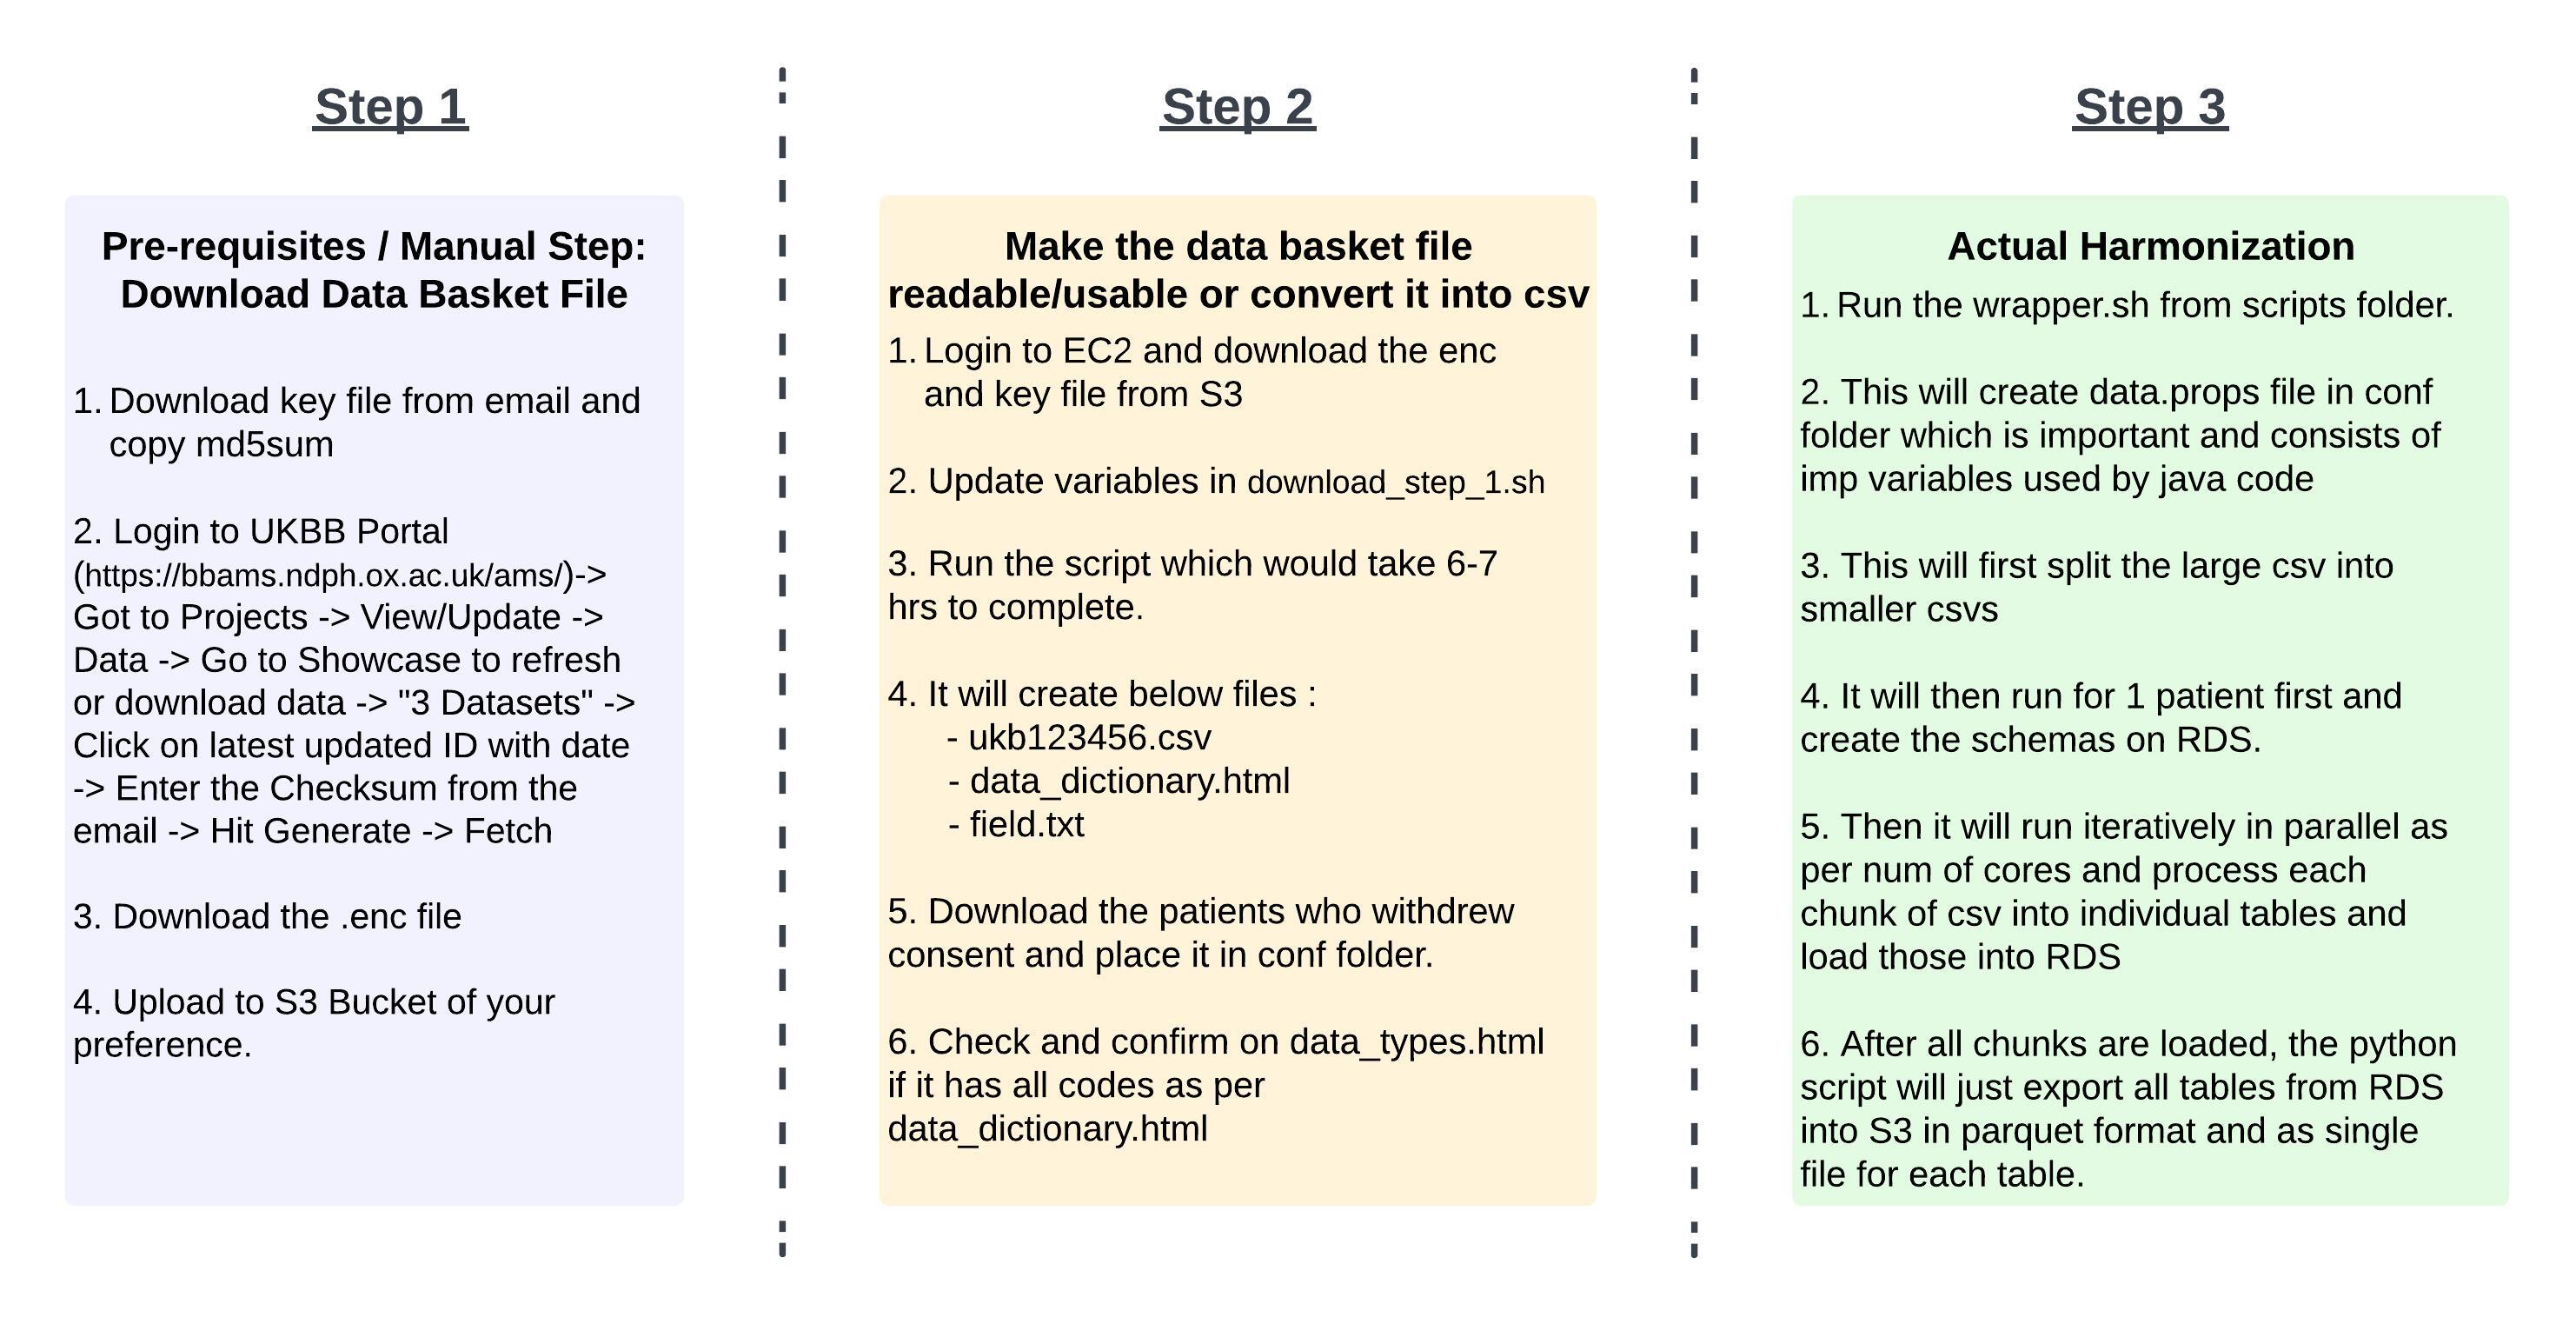 Step 1
Pre-requisites / Manual Step:
Download Data Basket File
1. Download key file from email and
copy md5sum
2. Login to UKBB Portal
(https://bbams.ndph.ox.ac.uk/ams/)->
Got to Projects -> View/Update ->
Data -> Go to Showcase to refresh
or download data -> "3 Datasets" ->
Click on latest updated ID with date
-> Enter the Checksum from the
email -> Hit Generate -> Fetch
3. Download the .enc file
4. Upload to S3 Bucket of your
preference.
Step 2
Make the data basket file
readable/usable or convert it into csv
1. Login to EC2 and download the enc
and key file from S3
2. Update variables in download_step_1.sh
3. Run the script which would take 6-7
hrs to complete.
4. It will create below files :
- ukb123456.csv
- data_dictionary.html
- field.txt
5. Download the patients who withdrew
consent and place it in conf folder.
6. Check and confirm on data_types.html
if it has all codes as per
data_dictionary.html
Step 3
Actual Harmonization
1. Run the wrapper.sh from scripts folder.
2. This will create data.props file in conf
folder which is important and consists of
imp variables used by java code
3. This will first split the large csv into
smaller csvs
4. It will then run for 1 patient first and
create the schemas on RDS.
5. Then it will run iteratively in parallel as
per num of cores and process each
chunk of csv into individual tables and
load those into RDS
6. After all chunks are loaded, the python
script will just export all tables from RDS
into S3 in parquet format and as single
file for each table.